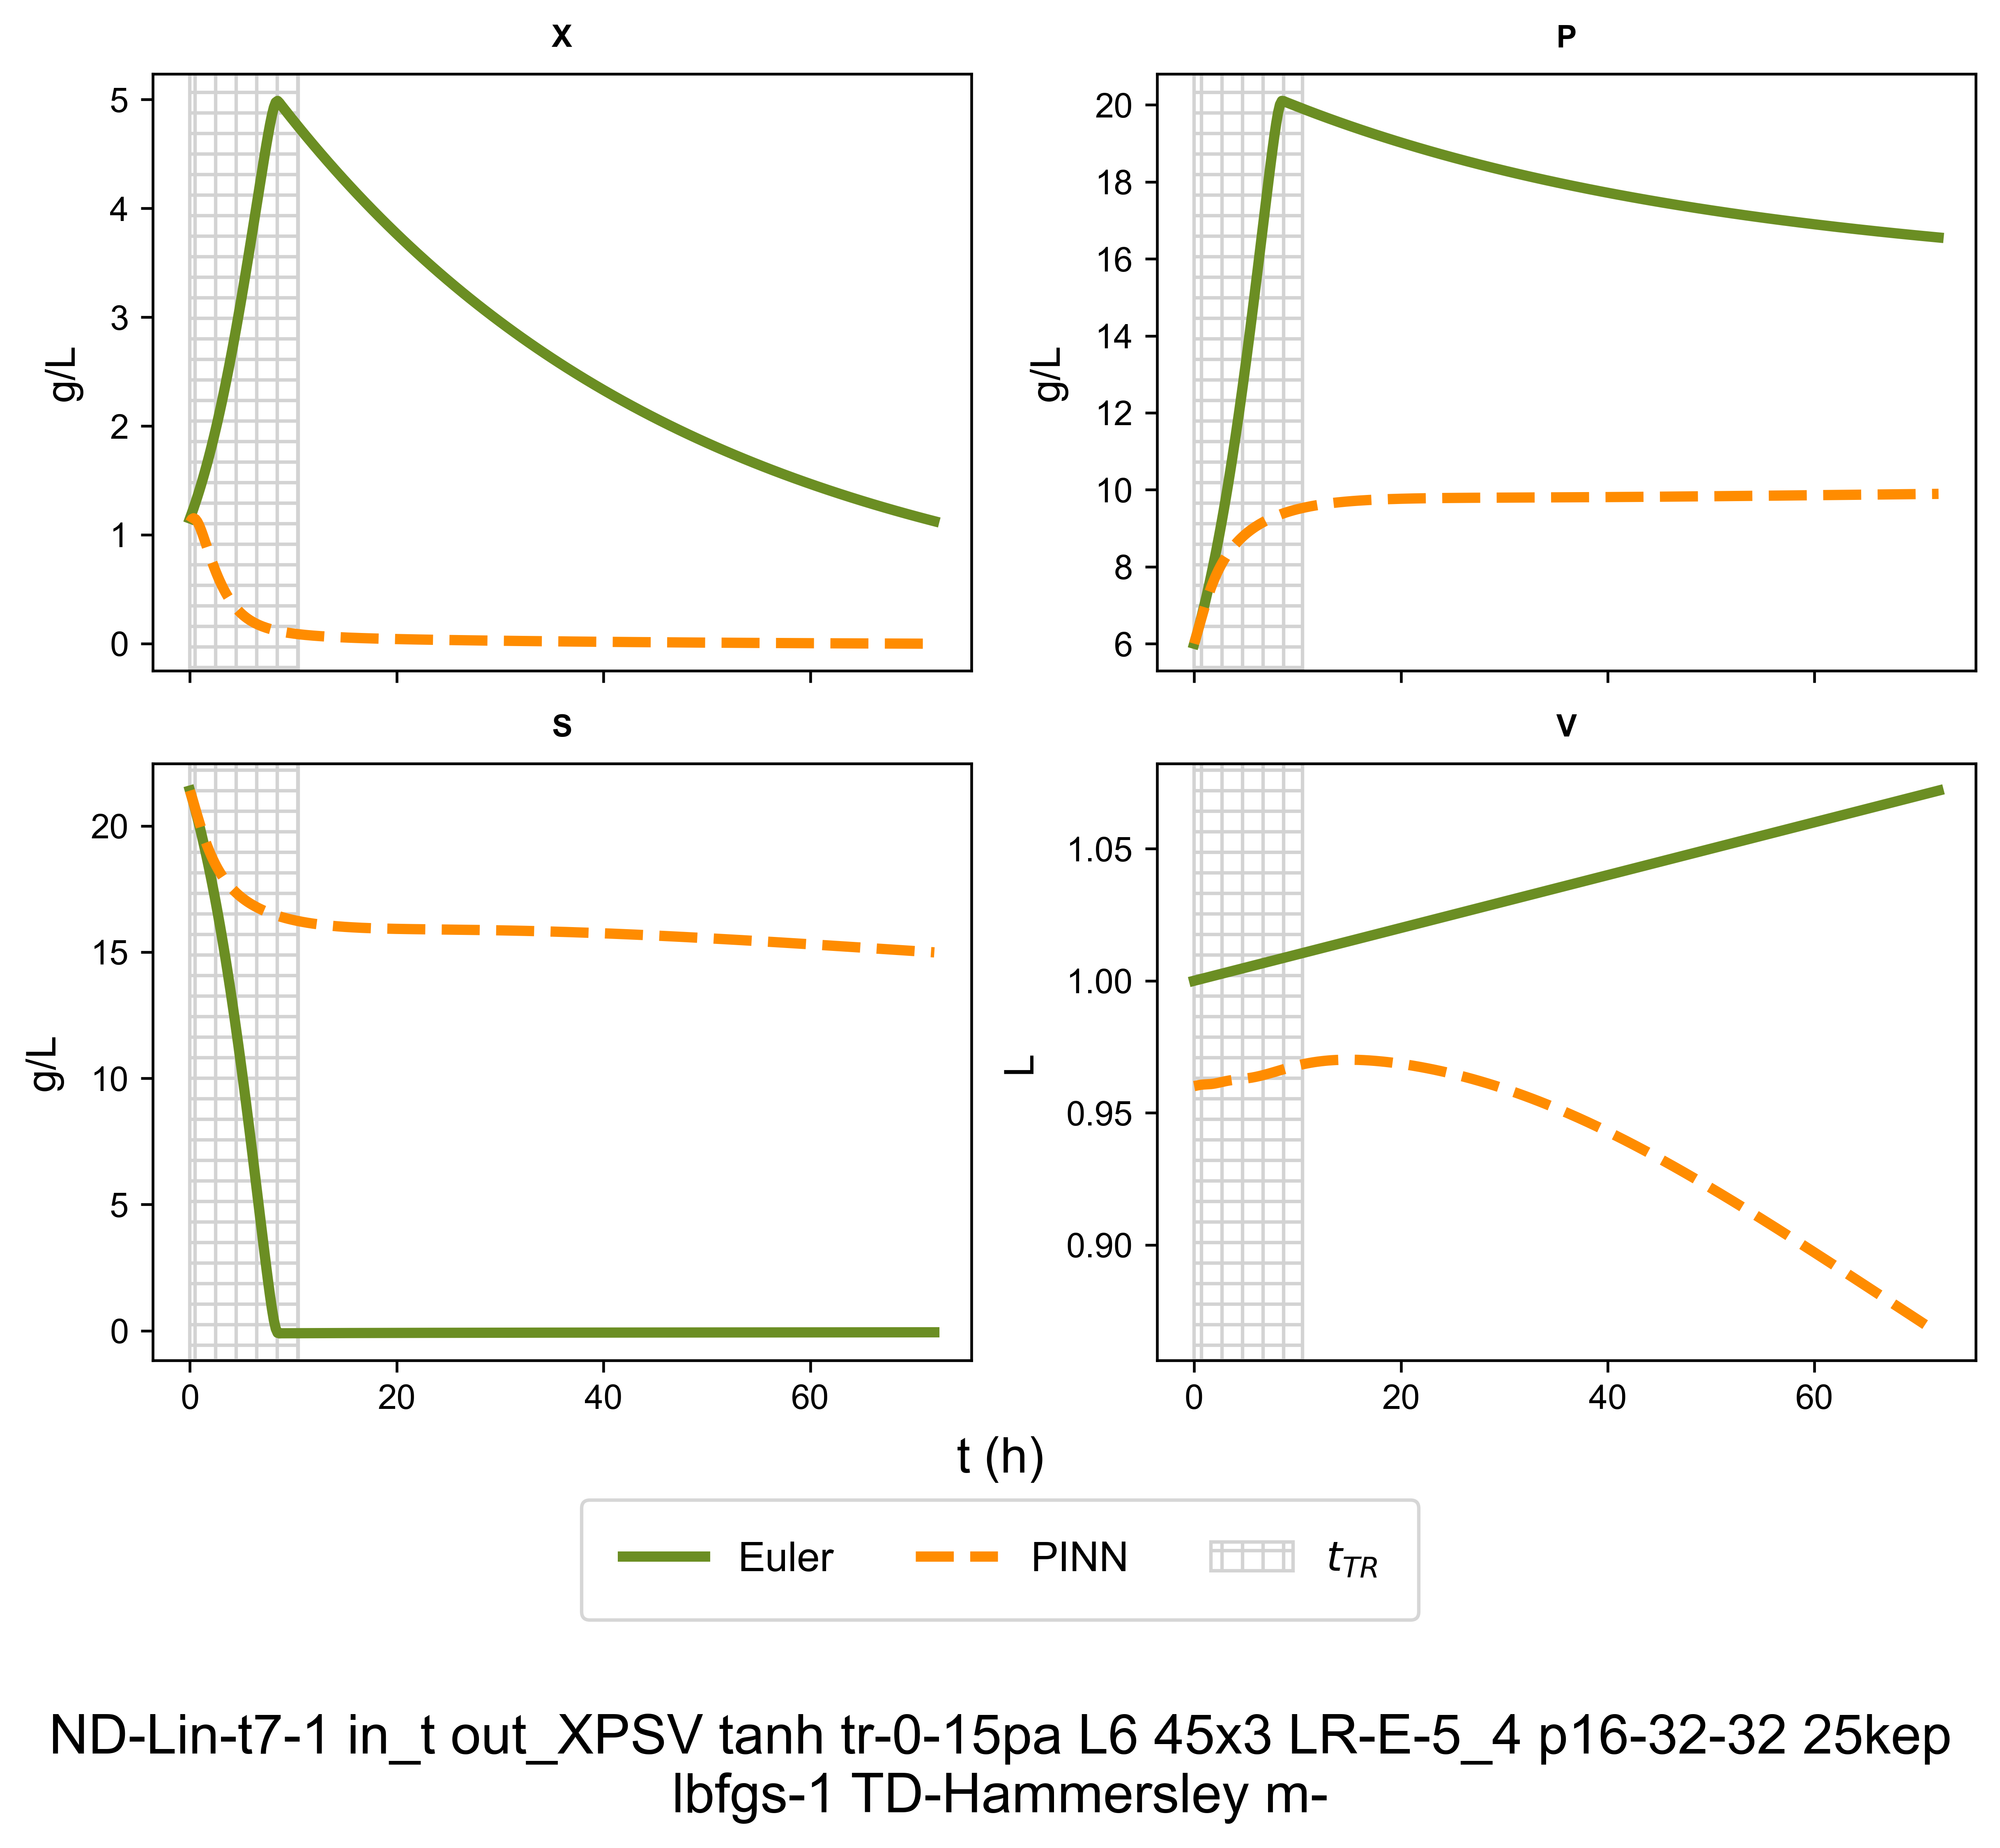 X
P
5
4
3
2
1
0
g/L
20
18
16
14
12
10
8
6
g/L
S
V
20
15
10
5
0
g/L
1.05
1.00
0.95
0.90
L
0 20 40 60
0 20 40 60
t (h)
Euler PINN t_TR
ND-Lin-t7-1 in_t out_XPSV tanh tr-0-15pa L6 45x3 LR-E-5_4 p16-32-32 25kep
lbfgs-1 TD-Hammersley m-